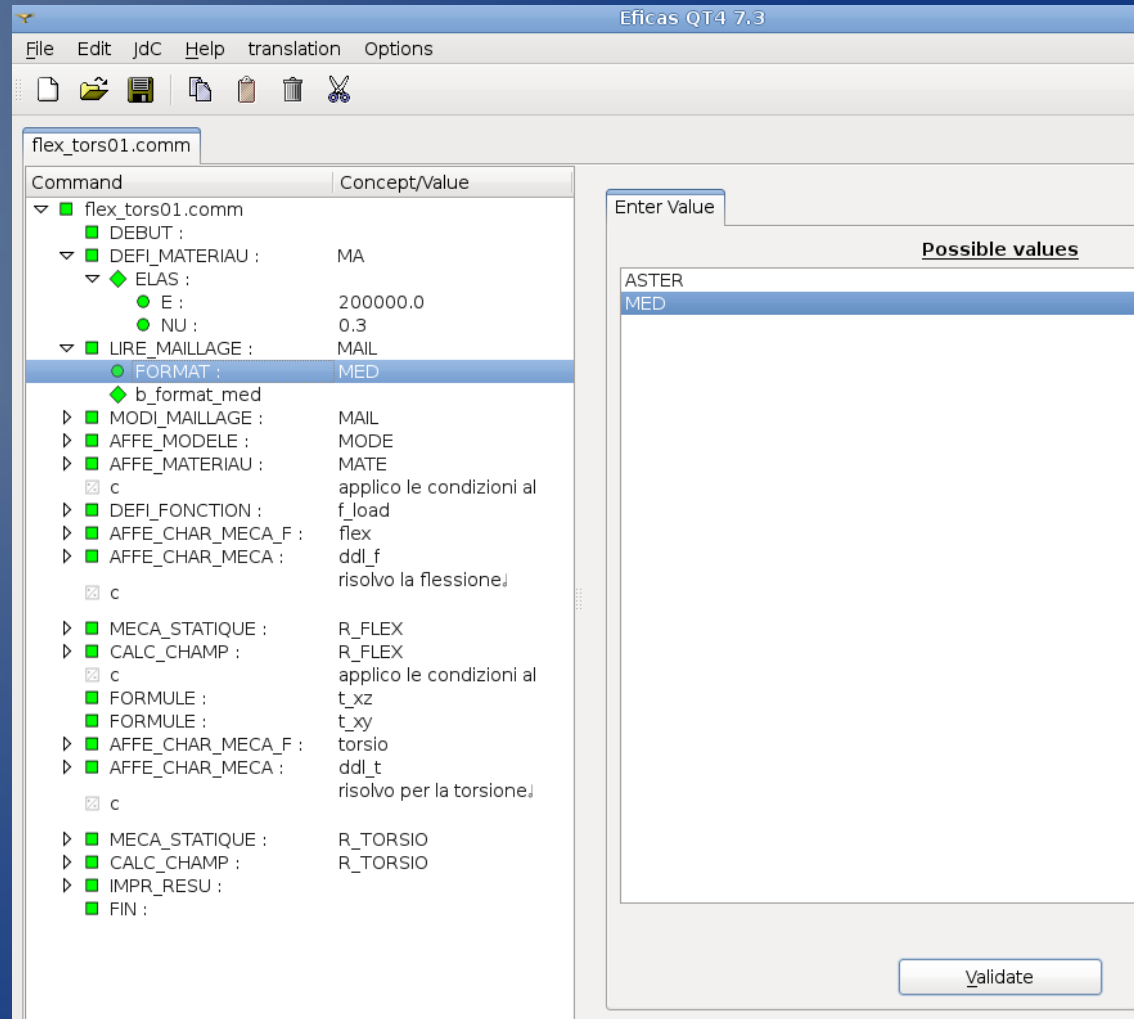 Eficas QT4 7.3
File Edit JdC Help translation Options
flex_tors01.comm
Command Concept/Value
flex_tors01.comm
DEBUT :
DEFI_MATERIAU : MA
ELAS :
E : 200000.0
NU : 0.3
LIRE_MAILLAGE : MAIL
FORMAT : MED
b_format_med
MODI_MAILLAGE : MAIL
AFFE_MODELE : MODE
AFFE_MATERIAU : MATE
c applico le condizioni al
DEFI_FONCTION : f_load
AFFE_CHAR_MECA_F : flex
AFFE_CHAR_MECA : ddl_f
c risolvo la flessione
MECA_STATIQUE : R_FLEX
CALC_CHAMP : R_FLEX
c applico le condizioni al
FORMULE : t_xz
FORMULE : t_xy
AFFE_CHAR_MECA_F : torsio
AFFE_CHAR_MECA : ddl_t
c risolvo per la torsione
MECA_STATIQUE : R_TORSIO
CALC_CHAMP : R_TORSIO
IMPR_RESU :
FIN :
Enter Value
Possible values
ASTER
MED
Validate